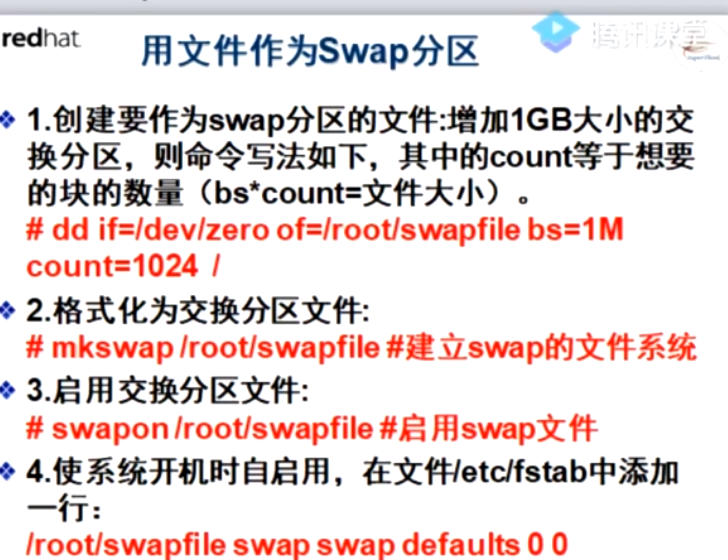 redhat
用文件作为Swap分区
腾讯课堂
1.创建要作为swap分区的文件:增加1GB大小的交
换分区，则命令写法如下，其中的count等于想要
的块的数量（bs*count=文件大小）。
# dd if=/dev/zero of=/root/swapfile bs=1M
count=1024 /
2.格式化为交换分区文件:
# mkswap /root/swapfile #建立swap的文件系统
3.启用交换分区文件:
# swapon /root/swapfile #启用swap文件
4.使系统开机时自启用，在文件/etc/fstab中添加
一行：
/root/swapfile swap swap defaults 0 0